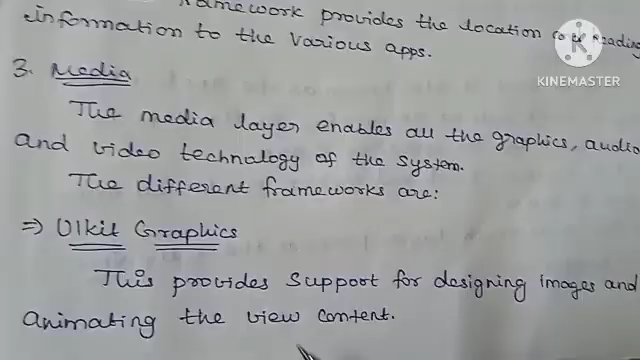 framework provides the location
information to the various apps.
3. Media
The media layer enables all the graphics, audio
and video technology of the system.
The different frameworks are:
⇒ UIkit Graphics
This provides support for designing images and
animating the view content.
KINEMASTER